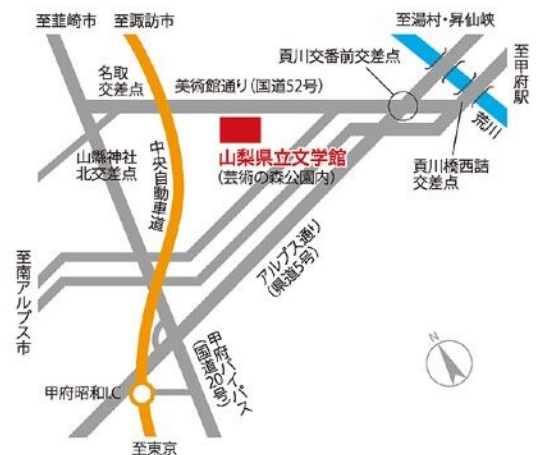 至韮崎市
至諏訪市
至湯村・昇仙峡
貢川交番前交差点
至甲府駅
名取
交差点
美術館通り(国道52号)
荒川
山梨県立文学館
(芸術の森公園内)
山縣神社
北交差点
中央自動車道
貢川橋西詰
交差点
アルプス通り
(県道5号)
至南アルプス市
甲府バイパス
(国道20号)
N
甲府昭和I.C
至東京